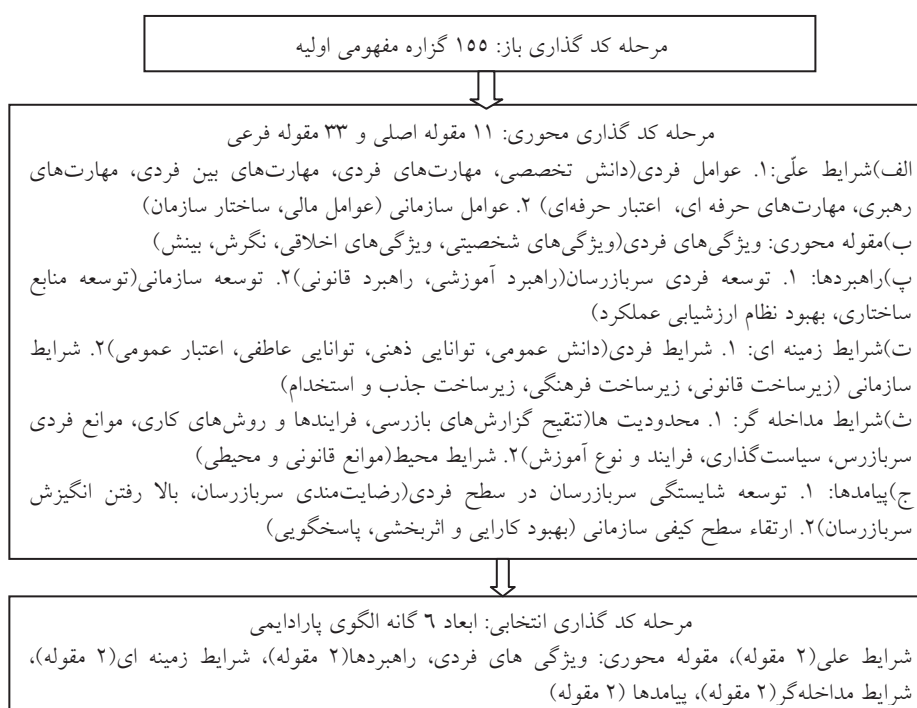 مرحله کد گذاری باز: ۱۵۵ گزاره مفهومی اولیه
مرحله کد گذاری محوری: ۱۱ مقوله اصلی و ۳۳ مقوله فرعی
الف)شرایط علّی:۱. عوامل فردی(دانش تخصصی، مهارت‌های فردی، مهارت‌های بین فردی، مهارت‌های
رهبری، مهارت‌های حرفه ای، اعتبار حرفه‌ای) ۲. عوامل سازمانی (عوامل مالی، ساختار سازمان)
ب)مقوله محوری: ویژگی‌های فردی(ویژگی‌های شخصیتی، ویژگی‌های اخلاقی، نگرش، بینش)
پ)راهبردها: ۱. توسعه فردی سربازرسان(راهبرد آموزشی، راهبرد قانونی)۲. توسعه سازمانی(توسعه منابع
ساختاری، بهبود نظام ارزشیابی عملکرد)
ت)شرایط زمینه ای: ۱. شرایط فردی(دانش عمومی، توانایی ذهنی، توانایی عاطفی، اعتبار عمومی)۲. شرایط
سازمانی (زیرساخت قانونی، زیرساخت فرهنگی، زیرساخت جذب و استخدام)
ث)شرایط مداخله گر: ۱. محدودیت ها(تنقیح گزارش‌های بازرسی، فرایندها و روش‌های کاری، موانع فردی
سربازرس، سیاست‌گذاری، فرایند و نوع آموزش)۲. شرایط محیط(موانع قانونی و محیطی)
ج)پیامدها: ۱. توسعه شایستگی سربازرسان در سطح فردی(رضایت‌مندی سربازرسان، بالا رفتن انگیزش
سربازرسان)۲. ارتقاء سطح کیفی سازمانی (بهبود کارایی و اثربخشی، پاسخگویی)
مرحله کد گذاری انتخابی: ابعاد ۶ گانه الگوی پارادایمی
شرایط علی(۲ مقوله)، مقوله محوری: ویژگی های فردی، راهبردها(۲ مقوله)، شرایط زمینه ای(۲ مقوله)،
شرایط مداخله‌گر(۲ مقوله)، پیامدها (۲ مقوله)